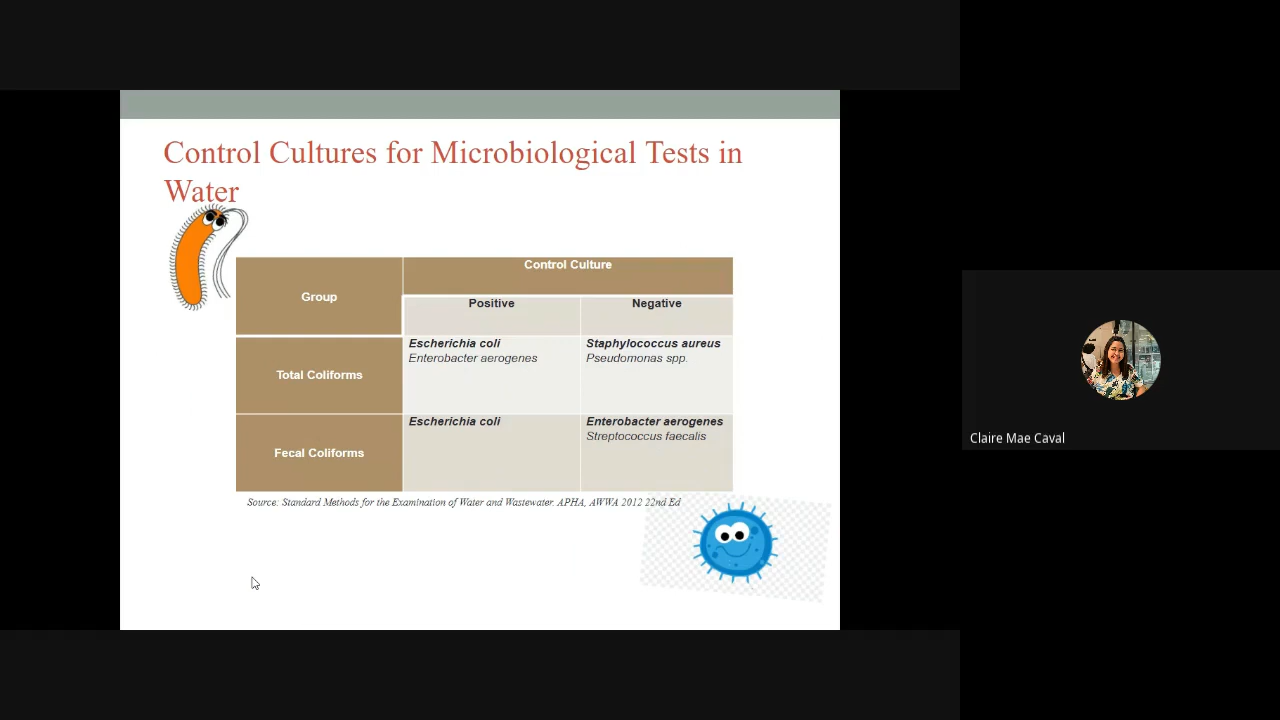 Control Cultures for Microbiological Tests in
Water
Group
Control Culture
Positive
Negative
Total Coliforms
Escherichia coli
Enterobacter aerogenes
Staphylococcus aureus
Pseudomonas spp.
Fecal Coliforms
Escherichia coli
Enterobacter aerogenes
Streptococcus faecalis
Source: Standard Methods for the Examination of Water and Wastewater. APHA, AWWA 2012 22nd Ed
Claire Mae Caval